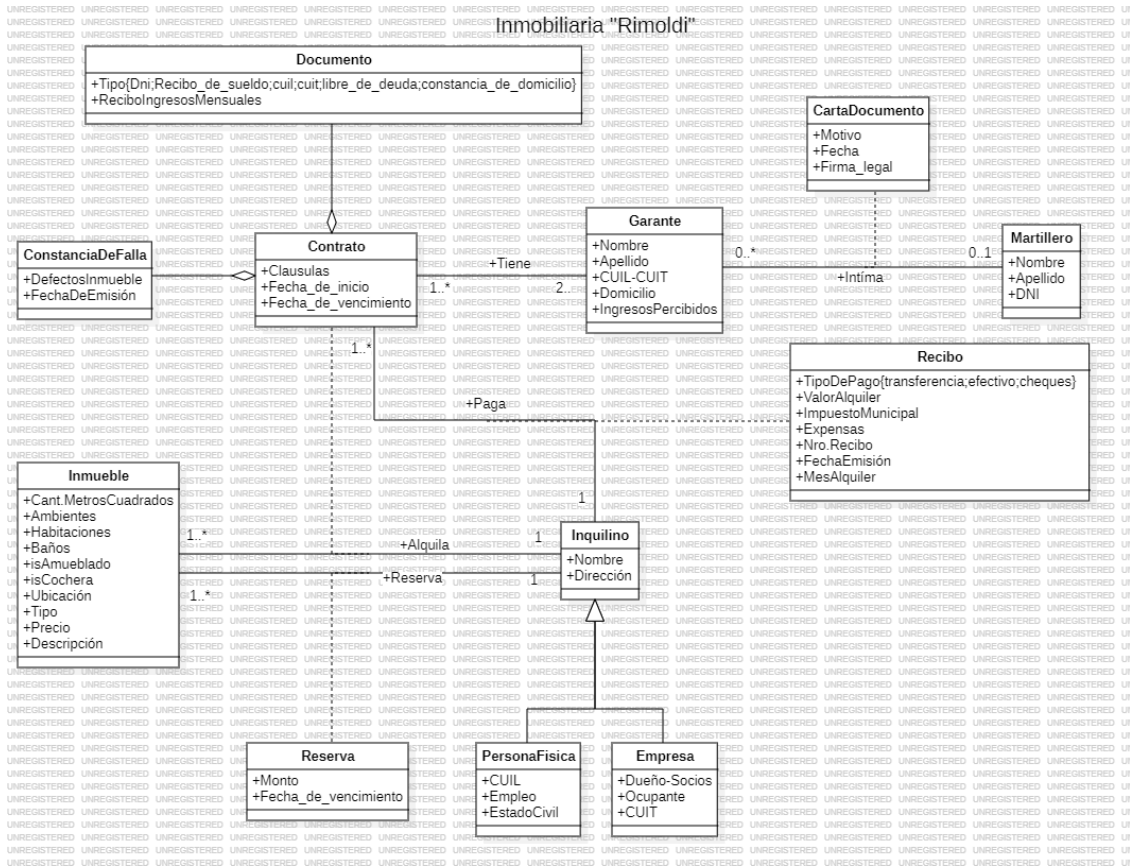 Inmobiliaria "Rimoldi"
Documento
+Tipo{Dni;Recibo_de_sueldo;cuil;cuit;libre_de_deuda;constancia_de_domicilio}
+ReciboIngresosMensuales
CartaDocumento
+Motivo
+Fecha
+Firma_legal
ConstanciaDeFalla
+DefectosInmueble
+FechaDeEmisión
Contrato
+Clausulas
+Fecha_de_inicio
+Fecha_de_vencimiento
+Tiene
1..*
2..
Garante
+Nombre
+Apellido
+CUIL-CUIT
+Domicilio
+IngresosPercibidos
0..*
0..1
+Intíma
Martillero
+Nombre
+Apellido
+DNI
1..*
+Paga
1
Recibo
+TipoDePago{transferencia;efectivo;cheques}
+ValorAlquiler
+ImpuestoMunicipal
+Expensas
+Nro.Recibo
+FechaEmisión
+MesAlquiler
Inmueble
+Cant.MetrosCuadrados
+Ambientes
+Habitaciones
+Baños
+isAmueblado
+isCochera
+Ubicación
+Tipo
+Precio
+Descripción
1..*
+Alquila
1
+Reserva
1
1..*
Inquilino
+Nombre
+Dirección
Reserva
+Monto
+Fecha_de_vencimiento
PersonaFisica
+CUIL
+Empleo
+EstadoCivil
Empresa
+Dueño-Socios
+Ocupante
+CUIT
UNREGISTERED